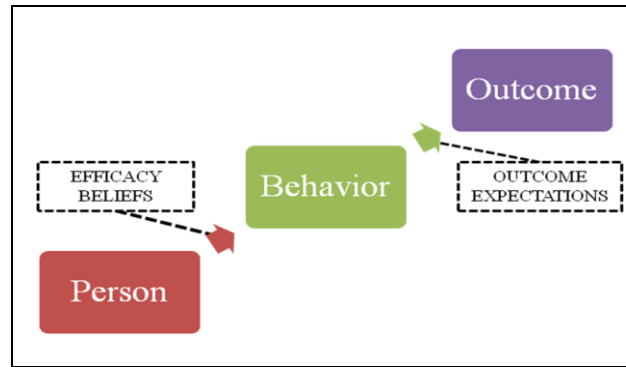 Outcome
EFFICACY
BELIEFS
Behavior
OUTCOME
EXPECTATIONS
Person